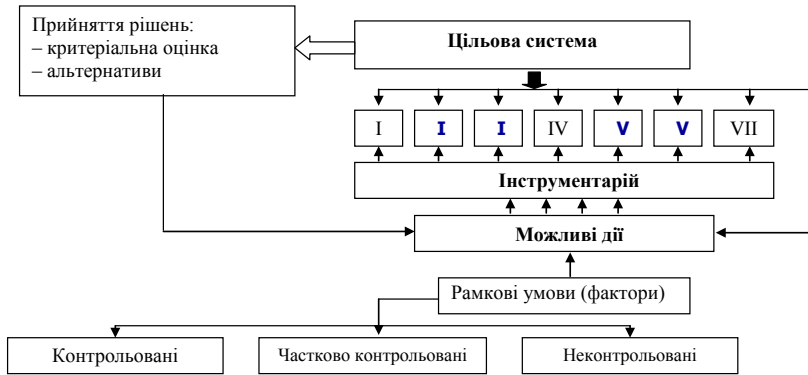 Прийняття рішень:
– критеріальна оцінка
– альтернативи
Цільова система
I
I
I
IV
V
V
VII
Інструментарій
Можливі дії
Рамкові умови (фактори)
Контрольовані
Частково контрольовані
Неконтрольовані